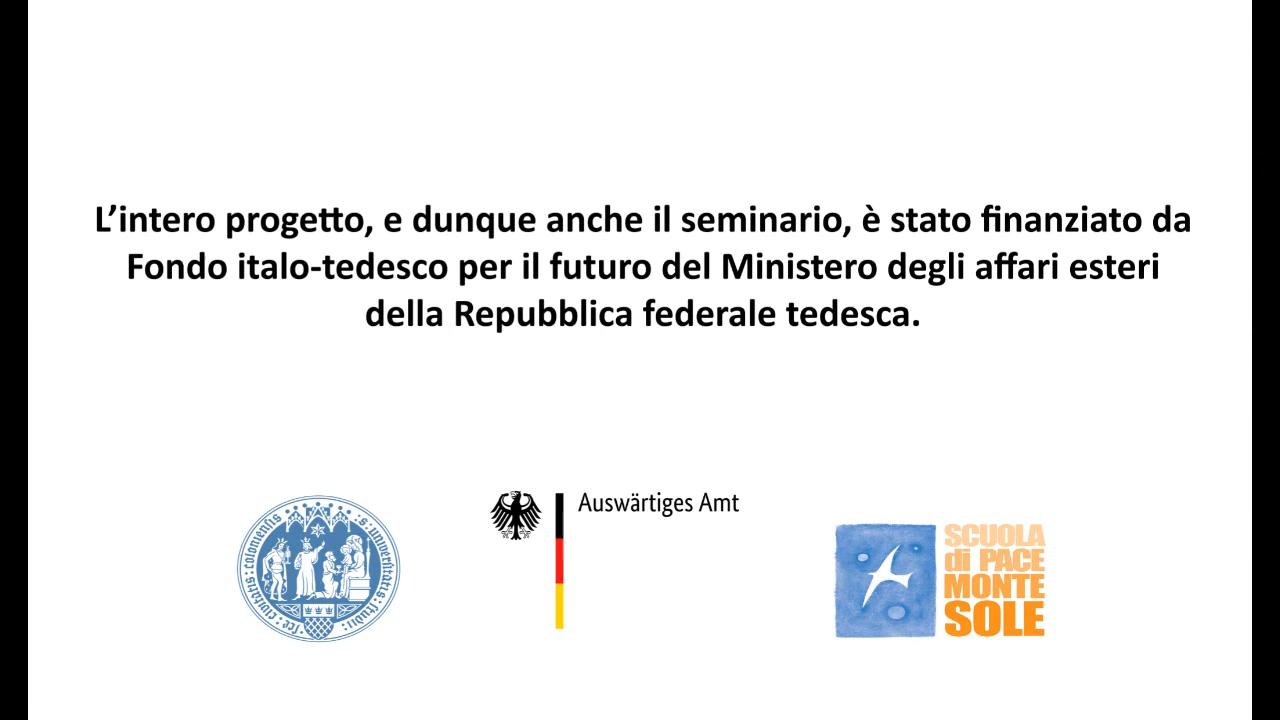 L'intero progetto, e dunque anche il seminario, è stato finanziato da
Fondo italo-tedesco per il futuro del Ministero degli affari esteri
della Repubblica federale tedesca.
Auswärtiges Amt
SCUOLA
di PACE
MONTE
SOLE